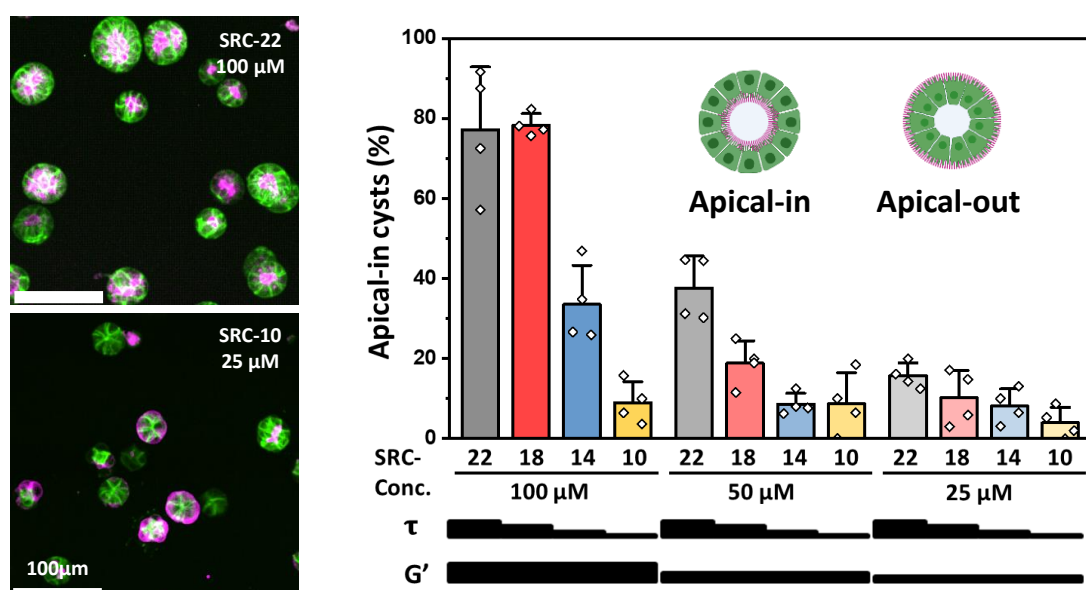 SRC-22
100 μM
SRC-10
25 μM
100μm
Apical-in cysts (%)
100
80
60
40
20
0
Apical-in
Apical-out
SRC- 22 18 14 10 22 18 14 10 22 18 14 10
Conc. 100 μM 50 μM 25 μM
τ
G’